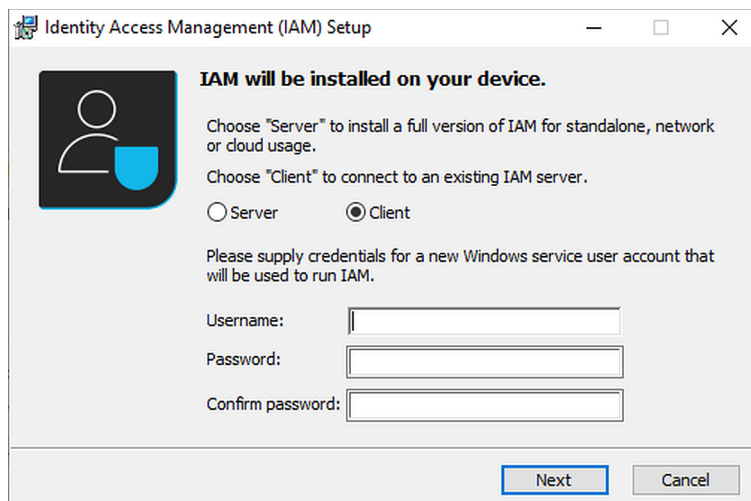 Identity Access Management (IAM) Setup
IAM will be installed on your device.
Choose "Server" to install a full version of IAM for standalone, network
or cloud usage.
Choose "Client" to connect to an existing IAM server.
Server Client
Please supply credentials for a new Windows service user account that
will be used to run IAM.
Username:
Password:
Confirm password:
Next Cancel